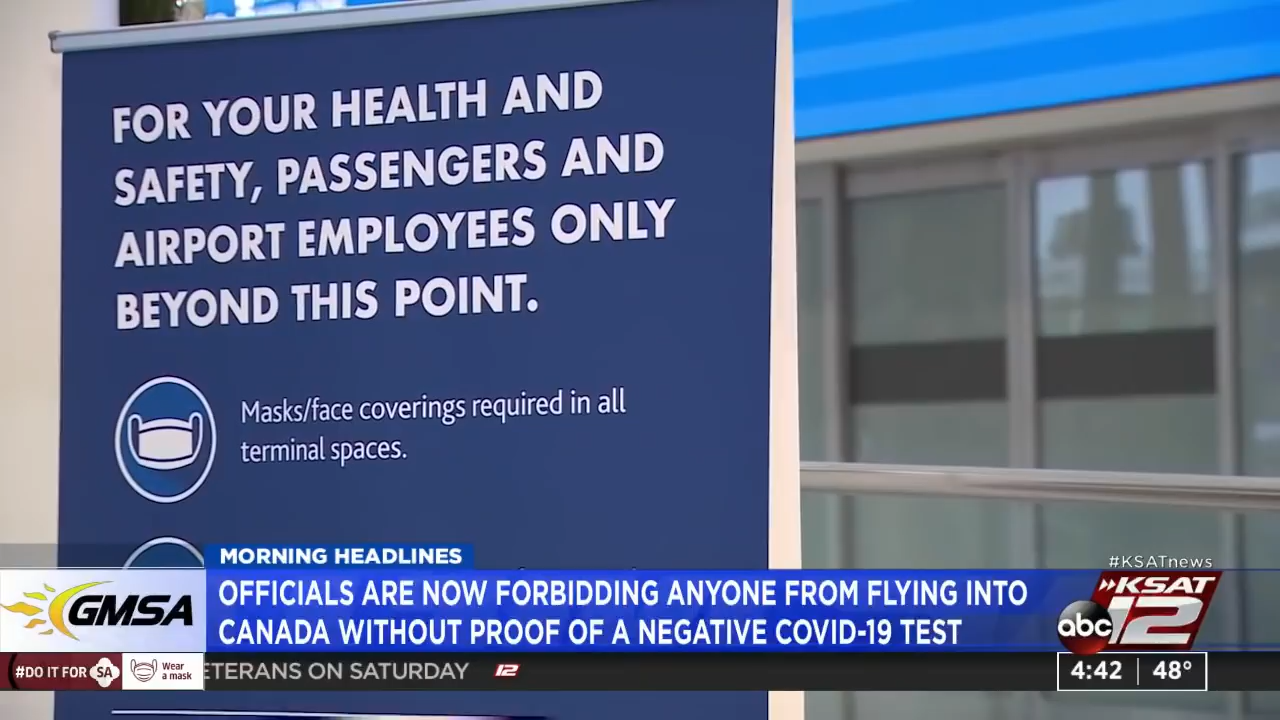 FOR YOUR HEALTH AND
SAFETY, PASSENGERS AND
AIRPORT EMPLOYEES ONLY
BEYOND THIS POINT.
Masks/face coverings required in all
terminal spaces.
MORNING HEADLINES
#KSATnews
GMSA
OFFICIALS ARE NOW FORBIDDING ANYONE FROM FLYING INTO
CANADA WITHOUT PROOF OF A NEGATIVE COVID-19 TEST
abc
KSAT
12
#DO IT FOR SA
Wear
a mask
ETERANS ON SATURDAY
12
4:42
48°